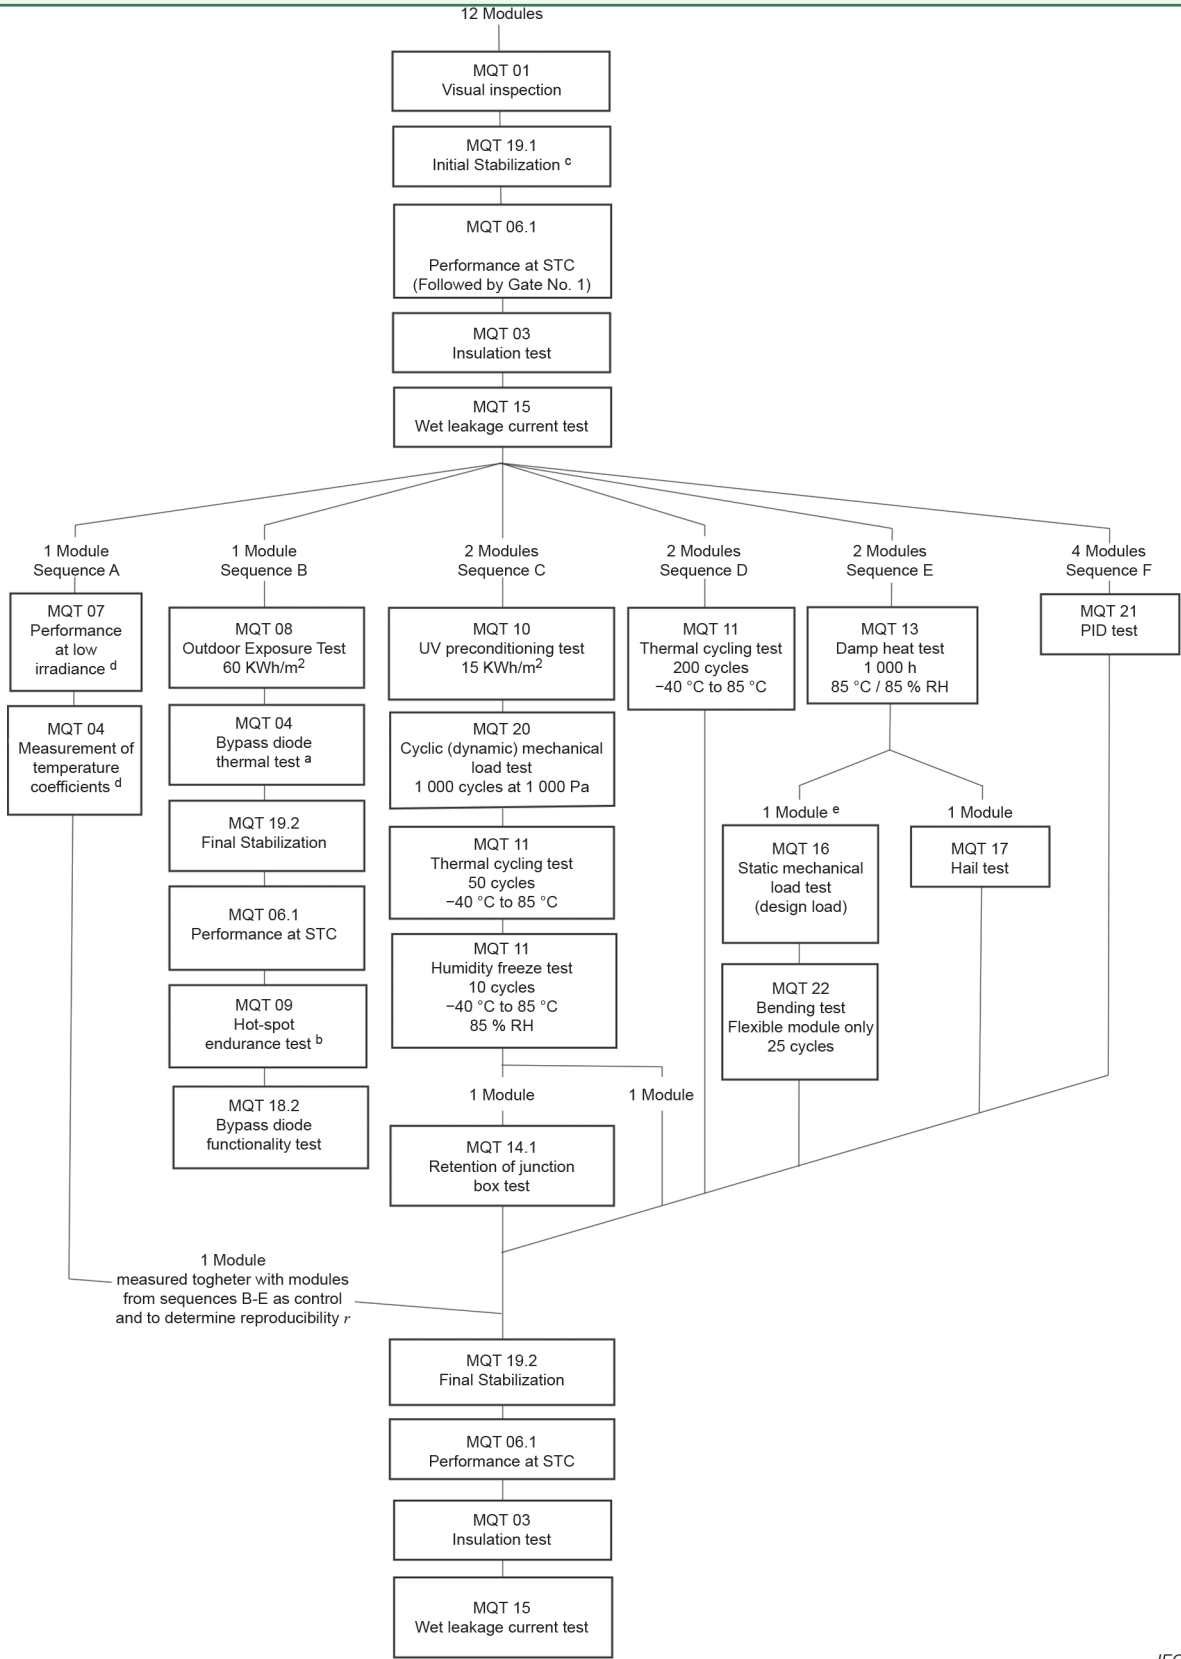 12 Modules
MQT 01
Visual inspection
MQT 19.1
Initial Stabilization c
MQT 06.1
Performance at STC
(Followed by Gate No. 1)
MQT 03
Insulation test
MQT 15
Wet leakage current test
1 Module
Sequence A
MQT 07
Performance
at low
irradiance d
MQT 04
Measurement of
temperature
coefficients d
1 Module
Sequence B
MQT 08
Outdoor Exposure Test
60 KWh/m2
MQT 04
Bypass diode
thermal test a
MQT 19.2
Final Stabilization
MQT 06.1
Performance at STC
MQT 09
Hot-spot
endurance test b
MQT 18.2
Bypass diode
functionality test
2 Modules
Sequence C
MQT 10
UV preconditioning test
15 KWh/m2
MQT 20
Cyclic (dynamic) mechanical
load test
1 000 cycles at 1 000 Pa
MQT 11
Thermal cycling test
50 cycles
−40 °C to 85 °C
MQT 11
Humidity freeze test
10 cycles
−40 °C to 85 °C
85 % RH
1 Module
1 Module
MQT 14.1
Retention of junction
box test
2 Modules
Sequence D
MQT 11
Thermal cycling test
200 cycles
−40 °C to 85 °C
2 Modules
Sequence E
MQT 13
Damp heat test
1 000 h
85 °C / 85 % RH
1 Module e
MQT 16
Static mechanical
load test
(design load)
MQT 22
Bending test
Flexible module only
25 cycles
1 Module
MQT 17
Hail test
4 Modules
Sequence F
MQT 21
PID test
1 Module
measured togheter with modules
from sequences B-E as control
and to determine reproducibility r
MQT 19.2
Final Stabilization
MQT 06.1
Performance at STC
MQT 03
Insulation test
MQT 15
Wet leakage current test